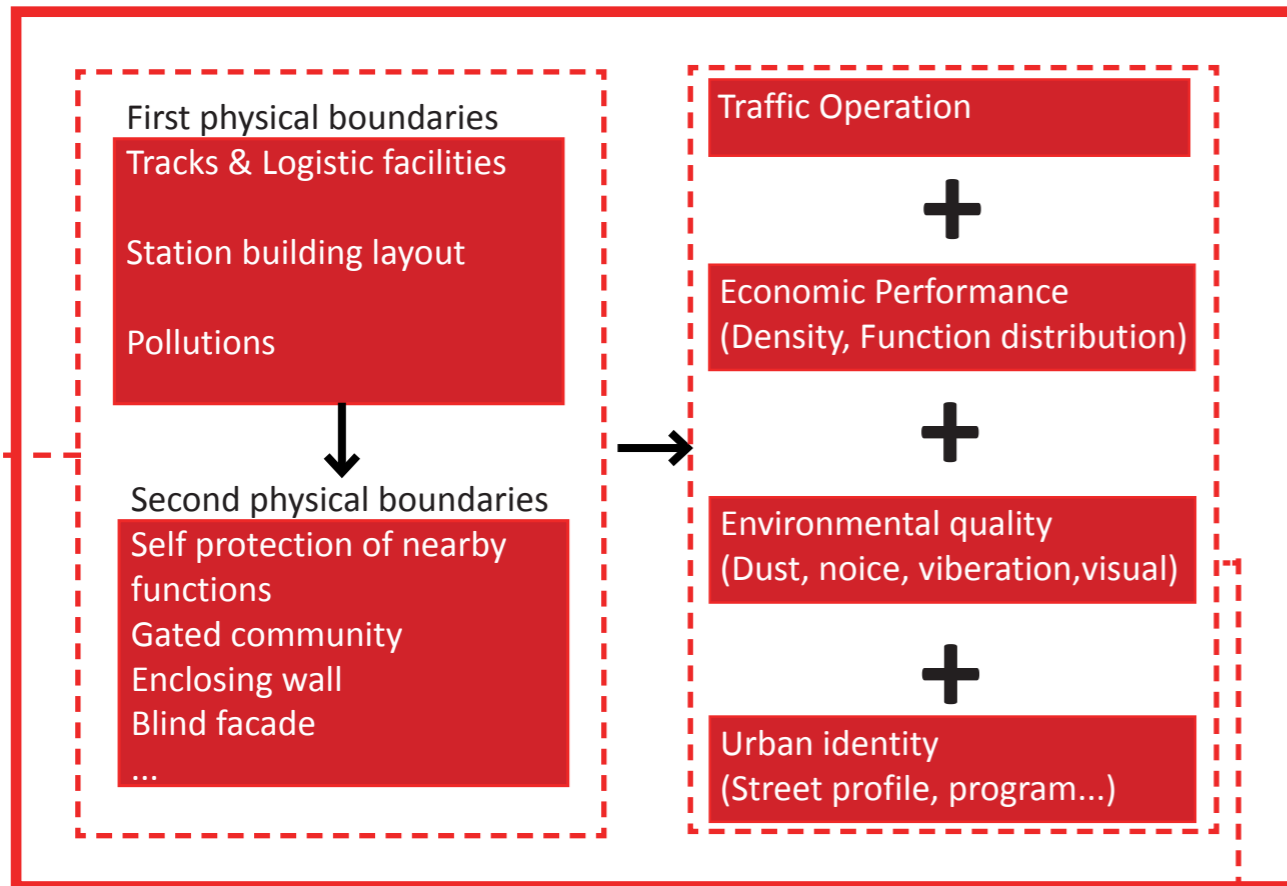 First physical boundaries
Tracks & Logistic facilities
Station building layout
Pollutions
Second physical boundaries
Self protection of nearby
functions
Gated community
Enclosing wall
Blind facade
...
Traffic Operation
+
Economic Performance
(Density, Function distribution)
+
Environmental quality
(Dust, noice, viberation,visual)
+
Urban identity
(Street profile, program...)